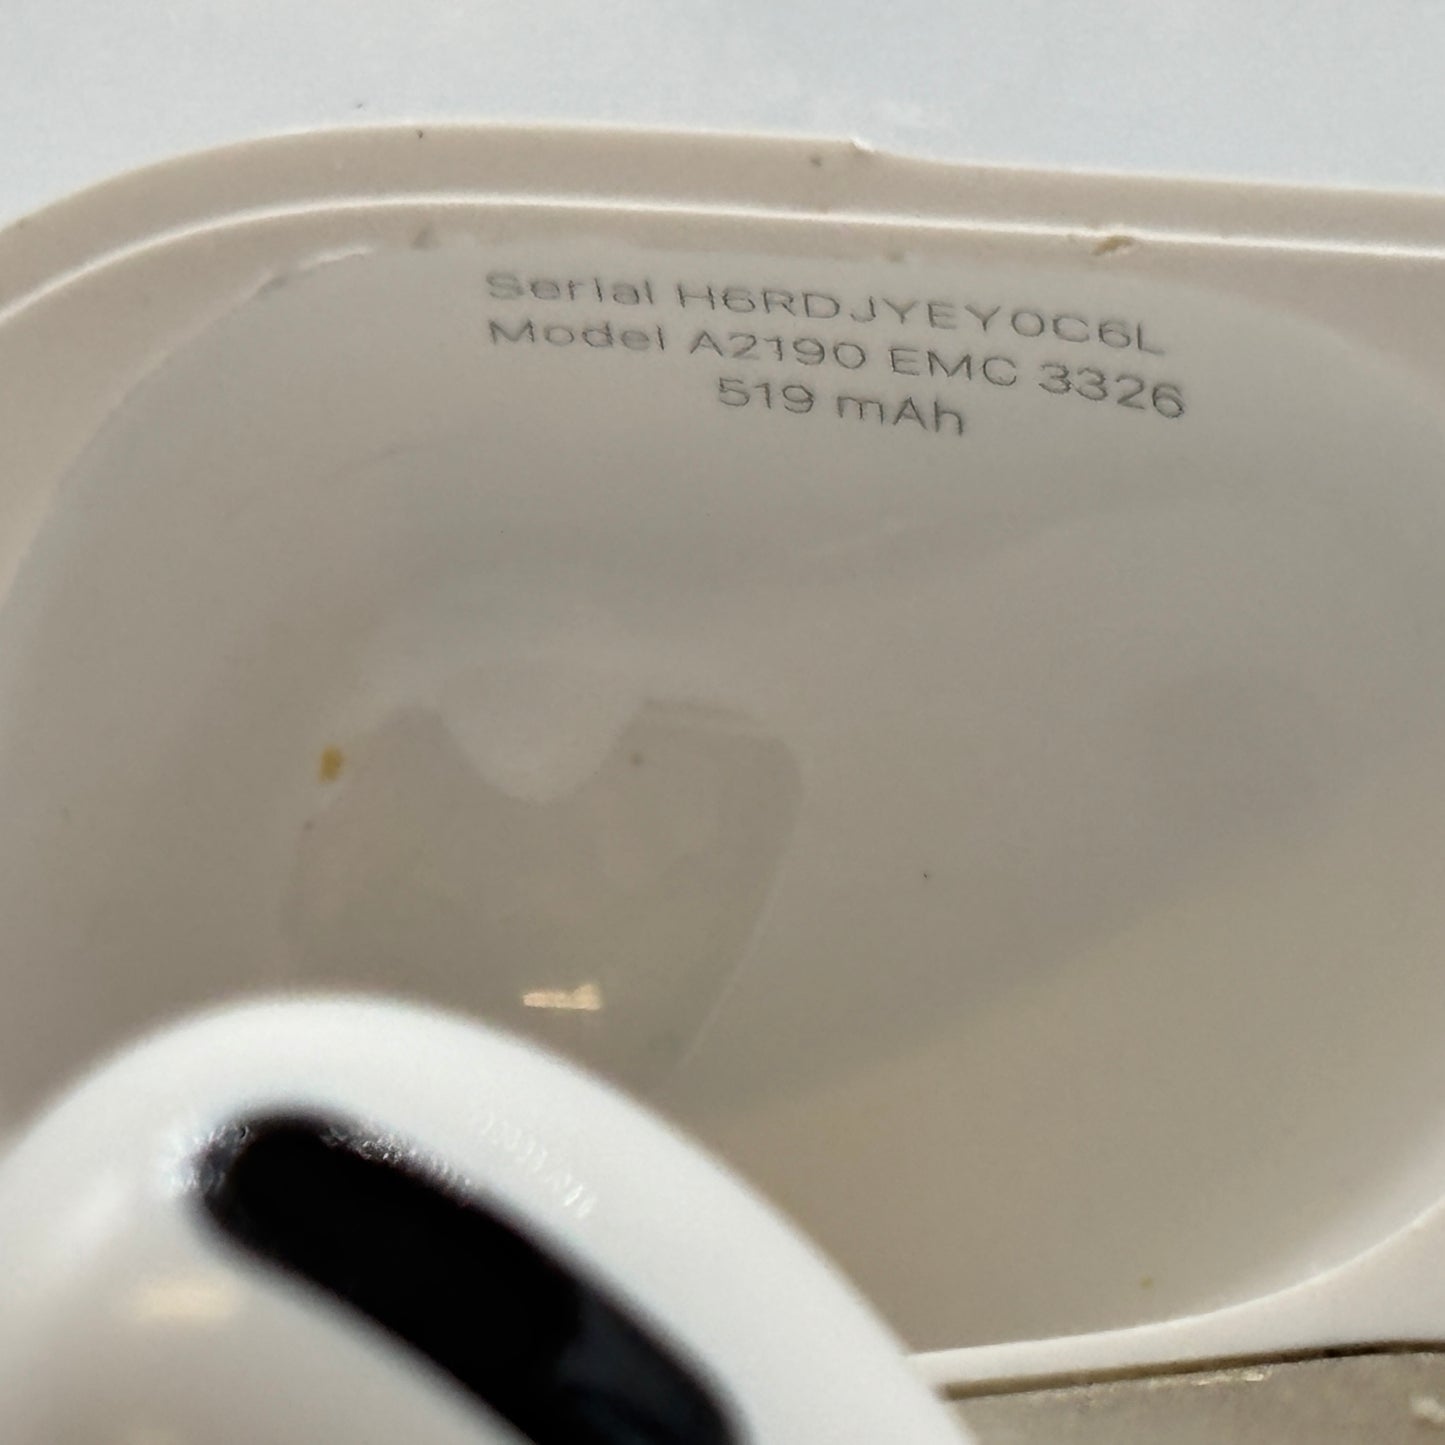 Serial H6RDJYEY0C6L
Model A2190 EMC 3326
519 mAh